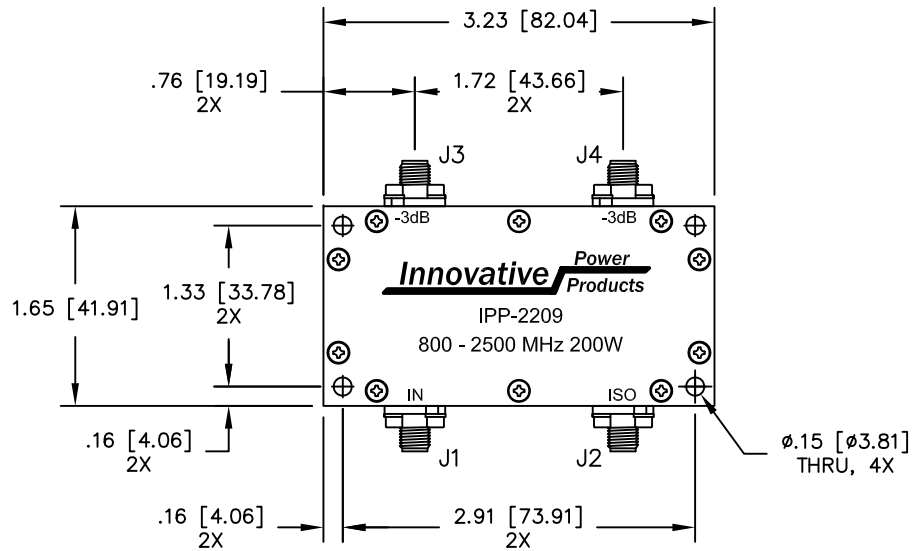 3.23 [82.04]
.76 [19.19]
2X
1.72 [43.66]
2X
J3
J4
-3dB
-3dB
1.65 [41.91]
1.33 [33.78]
2X
Innovative Power Products
IPP-2209
800 - 2500 MHz 200W
IN
ISO
J1
J2
.16 [4.06]
2X
ø.15 [ø3.81]
THRU, 4X
.16 [4.06]
2X
2.91 [73.91]
2X